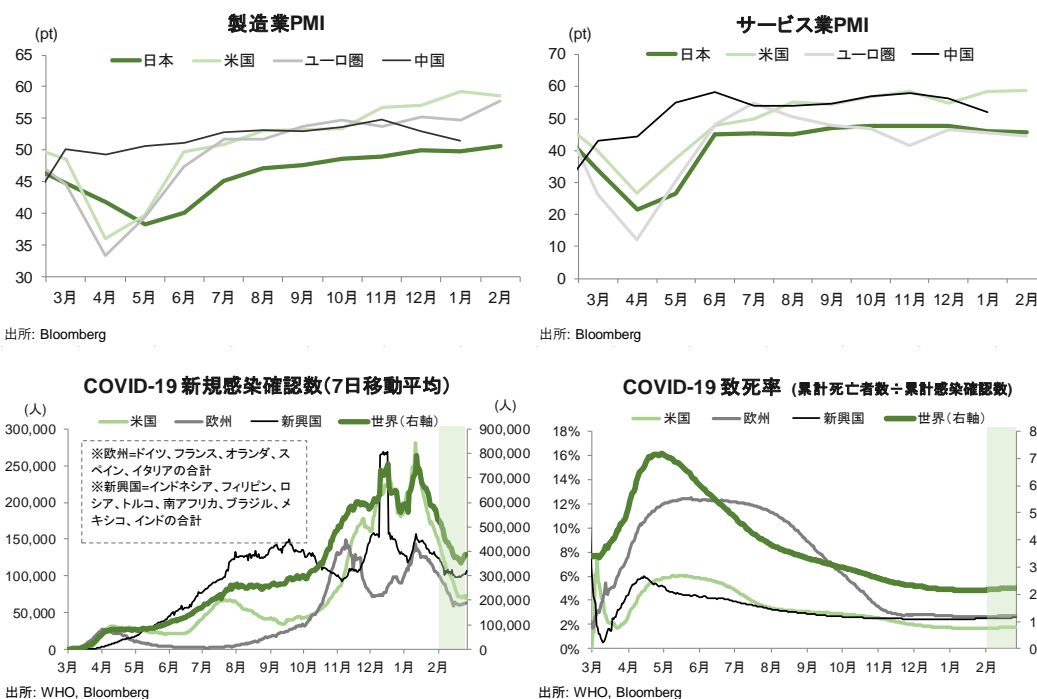 製造業PMI
(pt)
日本 米国 ユーロ圏 中国
65
60
55
50
45
40
35
30
3月 4月 5月 6月 7月 8月 9月 10月 11月 12月 1月 2月
出所: Bloomberg
サービス業PMI
(pt)
日本 米国 ユーロ圏 中国
70
60
50
40
30
20
10
0
3月 4月 5月 6月 7月 8月 9月 10月 11月 12月 1月 2月
出所: Bloomberg
COVID-19 新規感染確認数(7日移動平均)
(人) (人)
米国 欧州 新興国 世界(右軸)
※欧州=ドイツ、フランス、オランダ、ス
ペイン、イタリアの合計
※新興国=インドネシア、フィリピン、ロ
シア、トルコ、南アフリカ、ブラジル、メ
キシコ、インドの合計
300,000 900,000
250,000 800,000
200,000 700,000
150,000 600,000
100,000 500,000
50,000 400,000
0 300,000
200,000
100,000
0
3月 4月 5月 6月 7月 8月 9月 10月 11月 12月 1月 2月
出所: WHO, Bloomberg
COVID-19 致死率 (累計死亡者数÷累計感染確認数)
米国 欧州 新興国 世界(右軸)
18% 8
16% 7
14% 6
12% 5
10% 4
8% 3
6% 2
4% 1
2% 0
0%
3月 4月 5月 6月 7月 8月 9月 10月 11月 12月 1月 2月
出所: WHO, Bloomberg